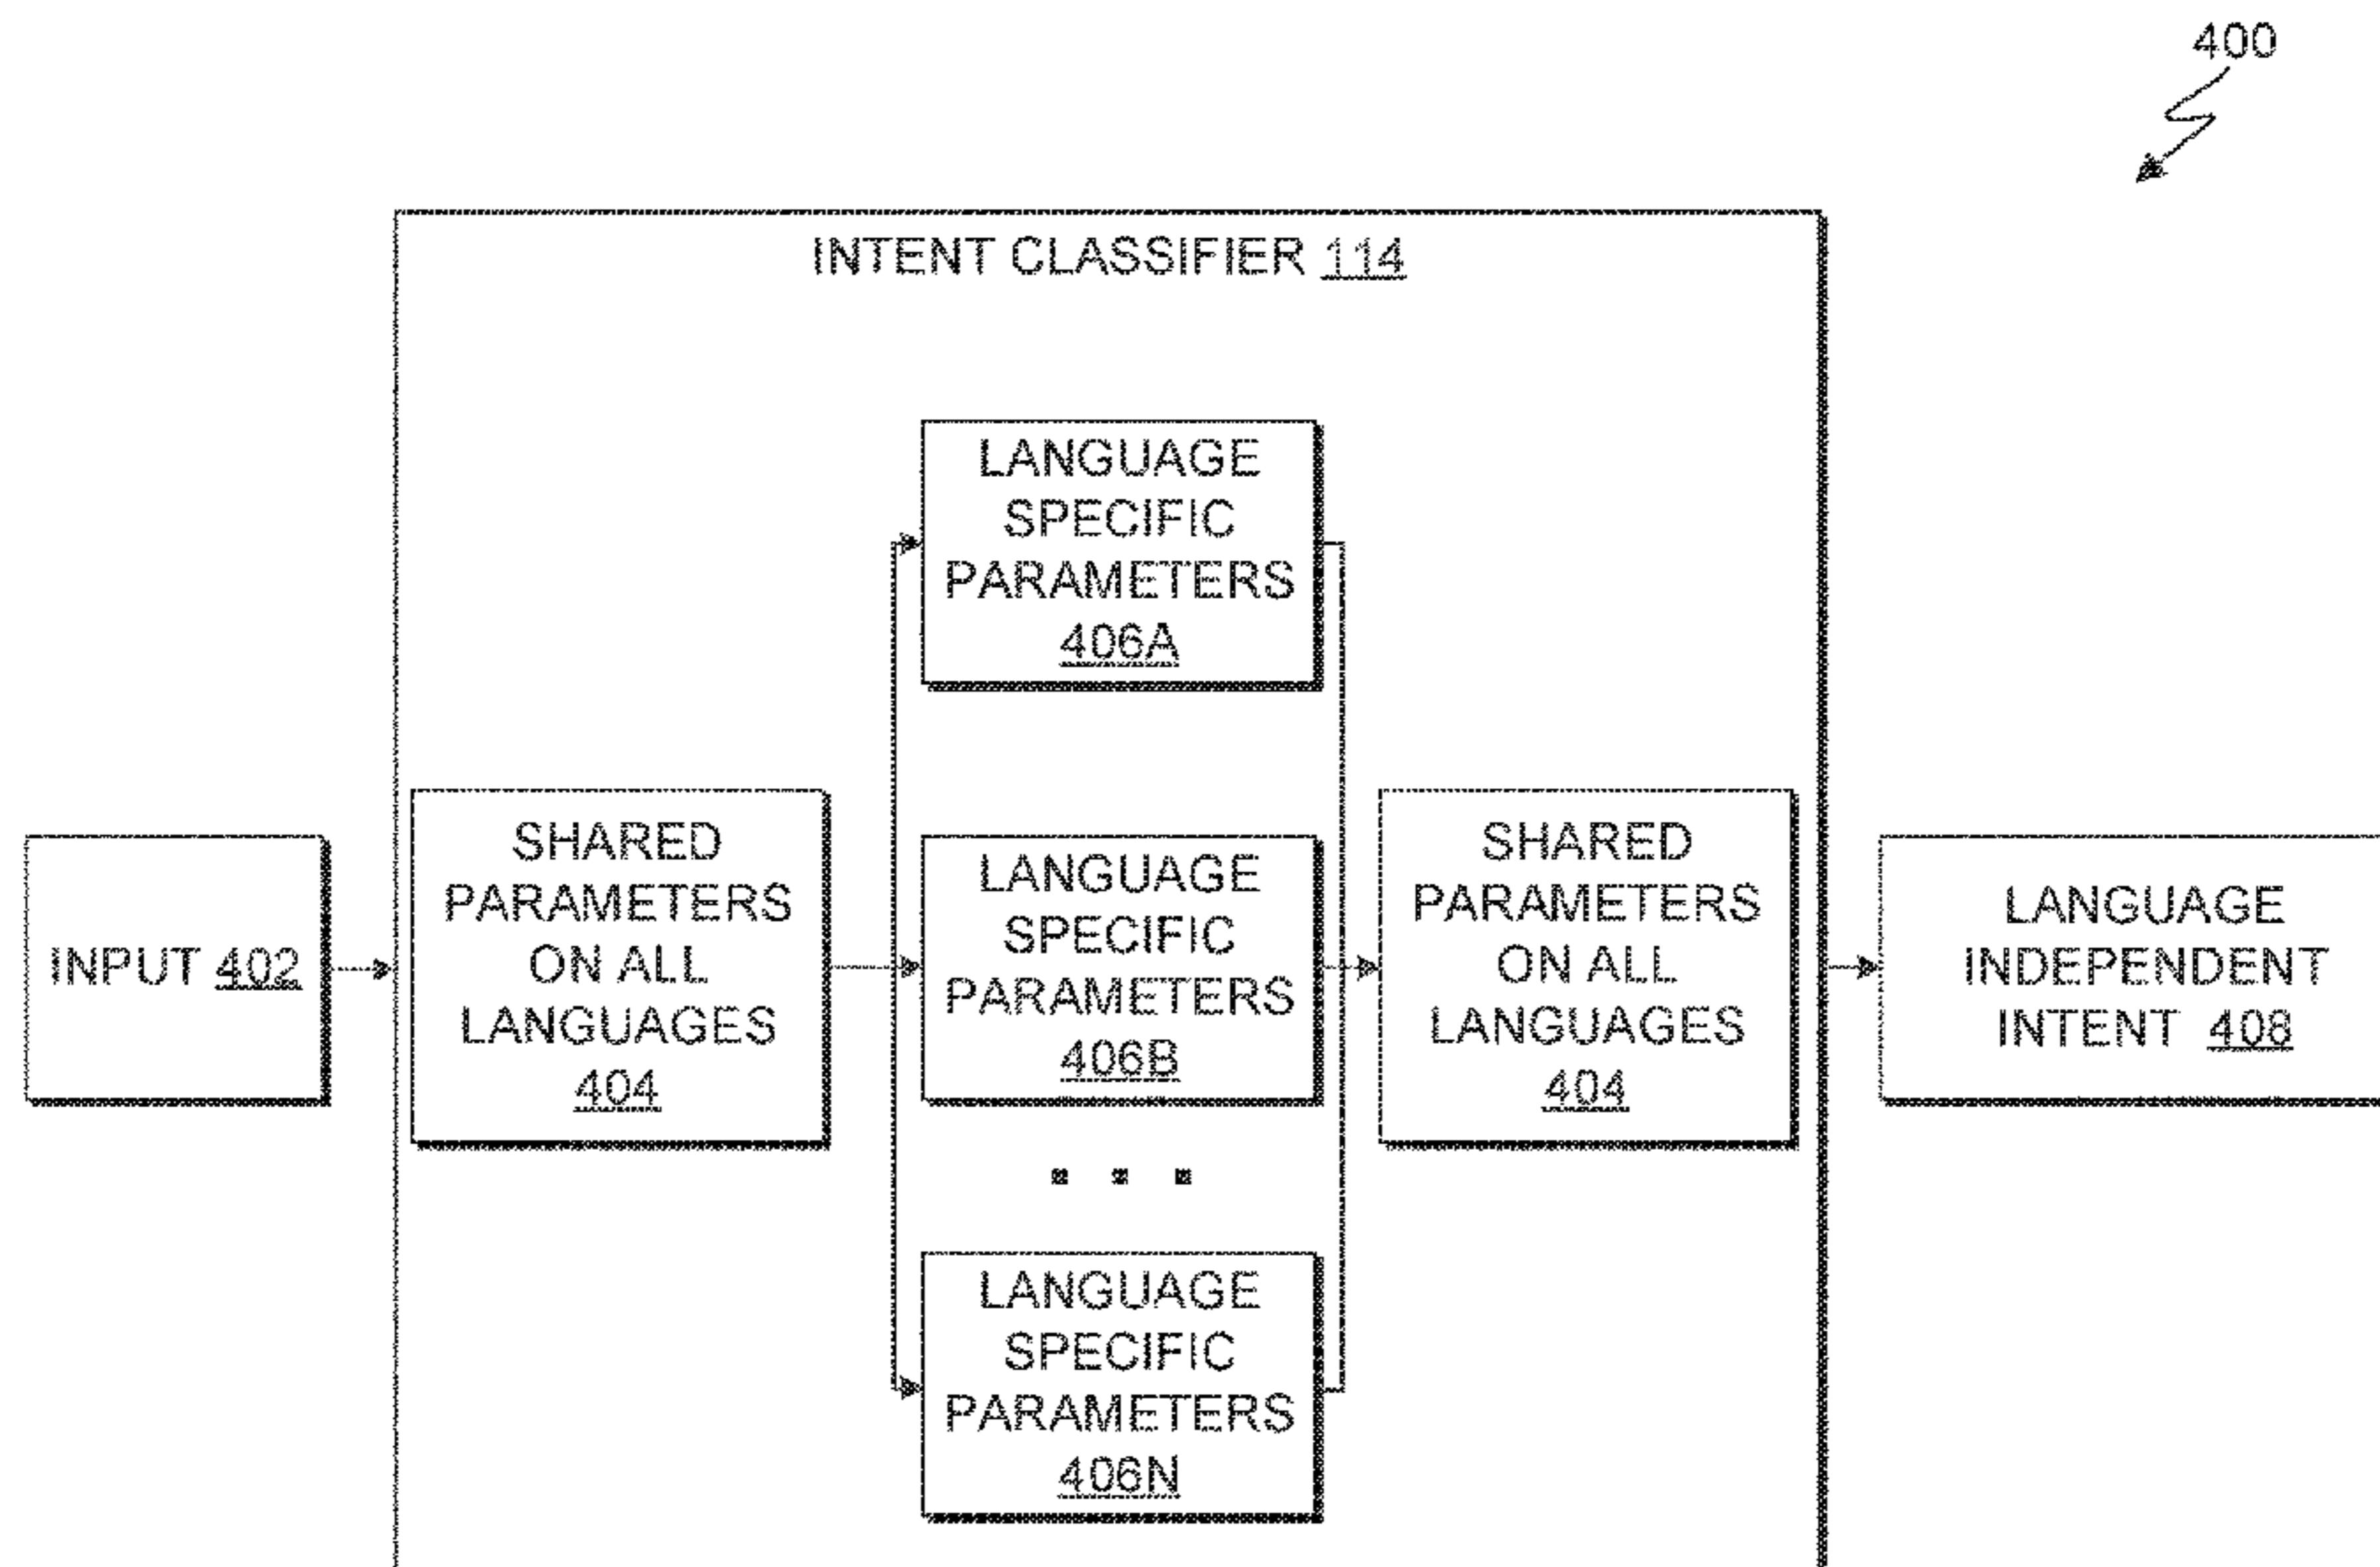 400
INTENT CLASSIFIER 114
INPUT 402
SHARED
PARAMETERS
ON ALL
LANGUAGES
404
LANGUAGE
SPECIFIC
PARAMETERS
406A
LANGUAGE
SPECIFIC
PARAMETERS
406B
LANGUAGE
SPECIFIC
PARAMETERS
406N
SHARED
PARAMETERS
ON ALL
LANGUAGES
404
LANGUAGE
INDEPENDENT
INTENT 408